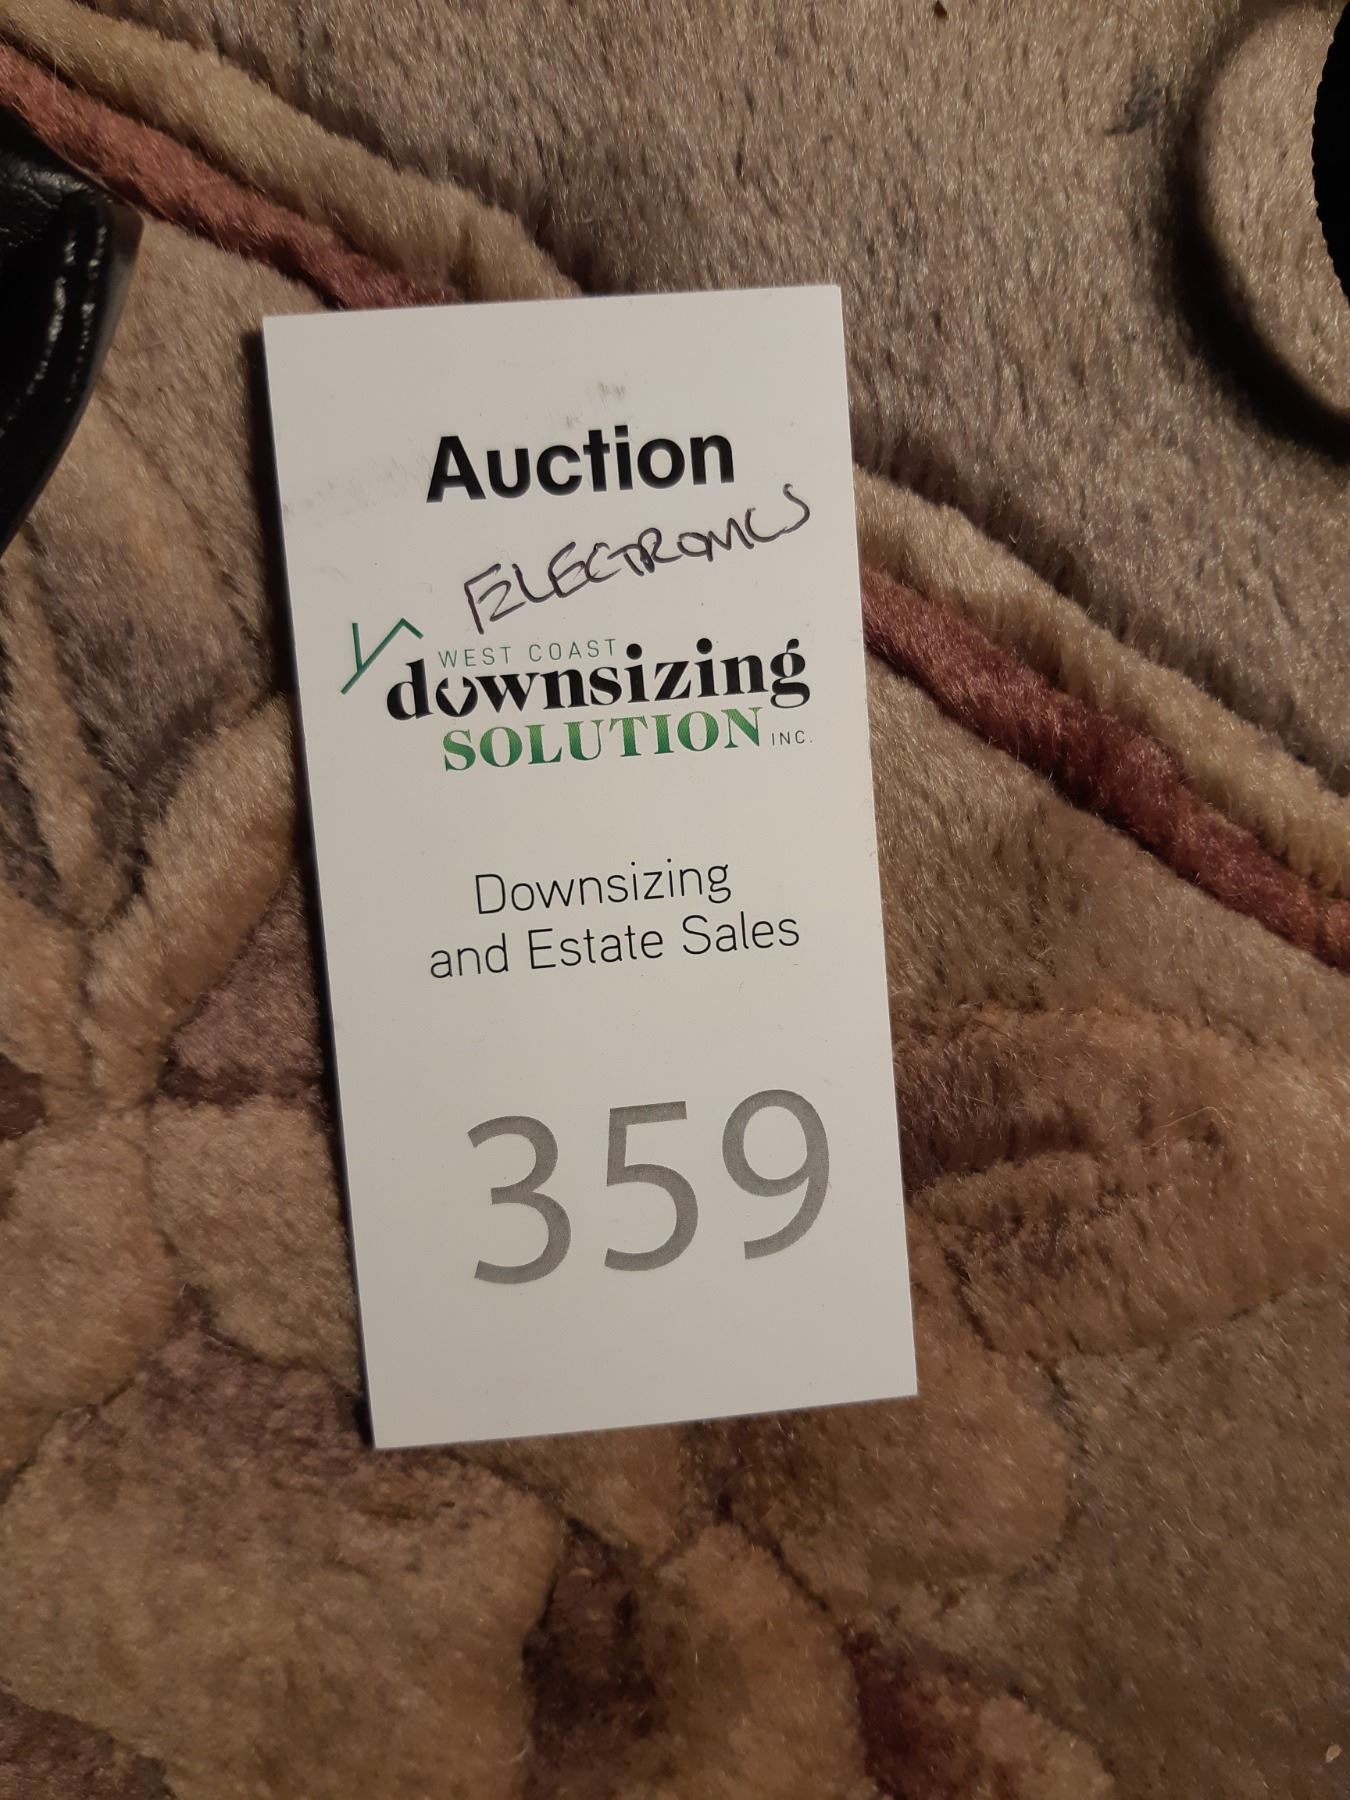 Auction
ELECTRONICS
WEST COAST
downsizing
SOLUTION INC.
Downsizing
and Estate Sales
359